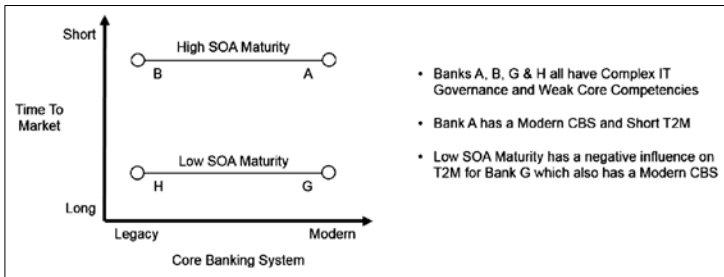 Short
High SOA Maturity
B
A
Time To
Market
Low SOA Maturity
H
G
Long
Legacy
Modern
Core Banking System
• Banks A, B, G & H all have Complex IT
Governance and Weak Core Competencies
• Bank A has a Modern CBS and Short T2M
• Low SOA Maturity has a negative influence on
T2M for Bank G which also has a Modern CBS